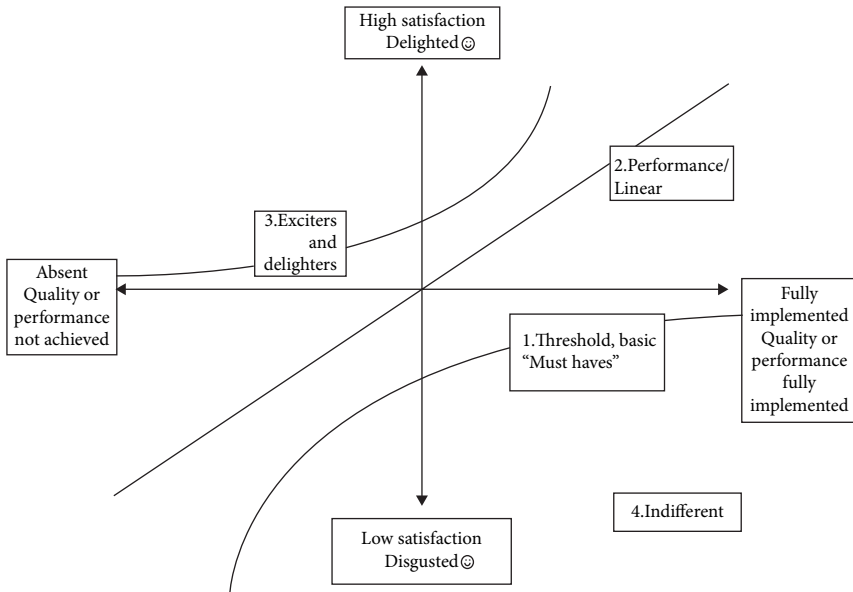 High satisfaction
Delighted☺
2.Performance/
Linear
3.Exciters
and
delighters
Absent
Quality or
performance
not achieved
Fully
implemented
Quality or
performance
fully
implemented
1.Threshold, basic
“Must haves”
4.Indifferent
Low satisfaction
Disgusted☺